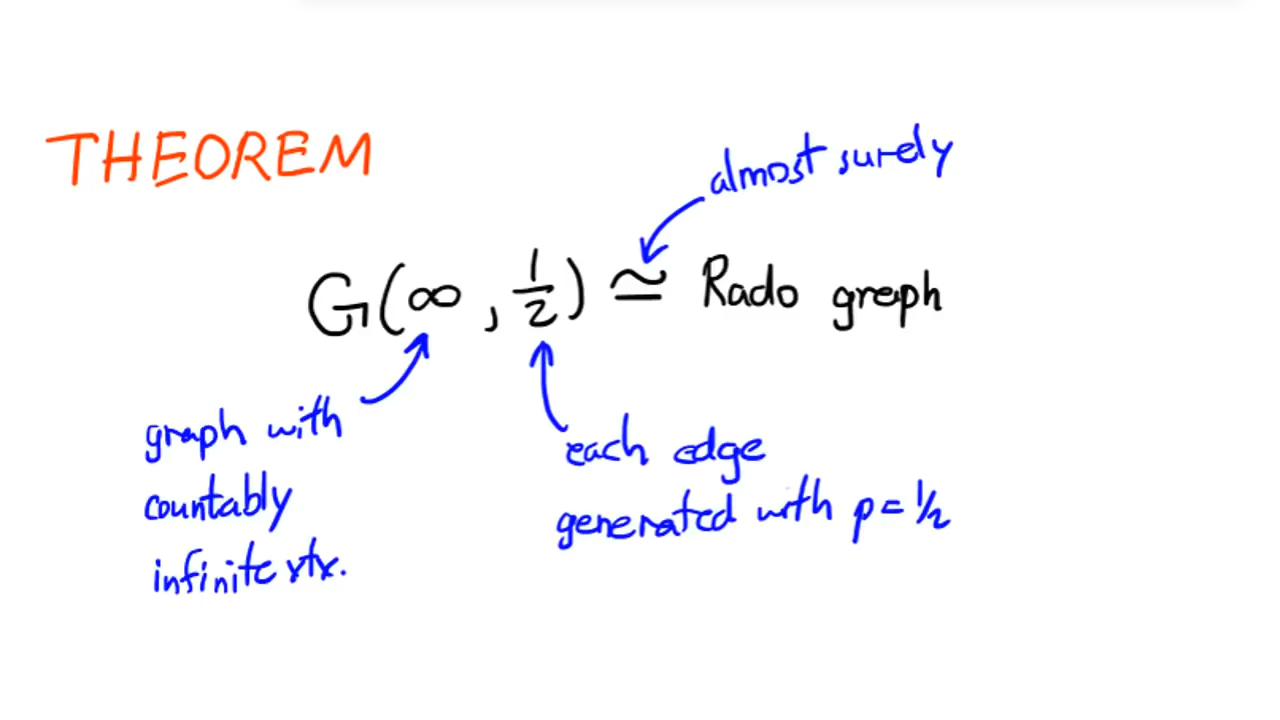 THEOREM
almost surely
G(∞, 1/2) ≃ Rado graph
graph with
countably
infinite vtx.
each edge
generated with p = 1/2